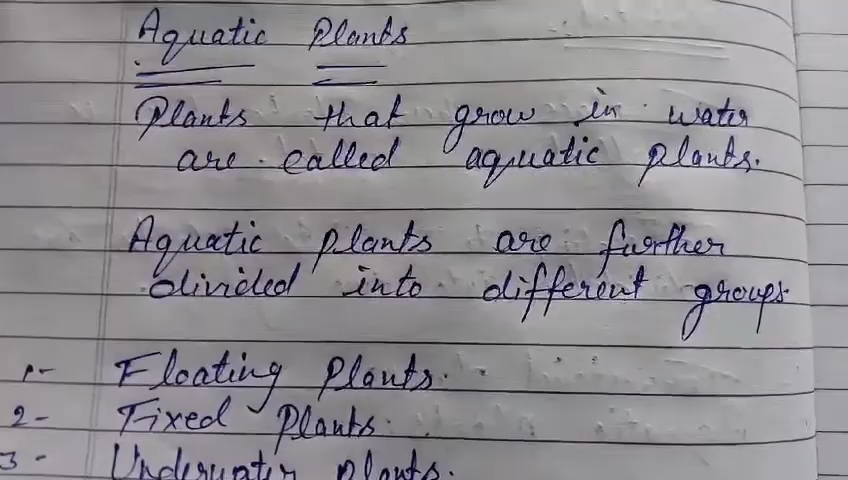 Aquatic Plants
Plants that grow in water
are called aquatic plants.
Aquatic plants are further
divided into different groups.
1- Floating Plants.
2- Fixed Plants.
3- Underwater plants.